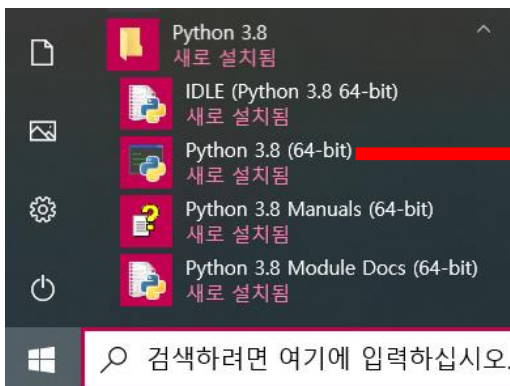 Python 3.8
새로 설치됨
IDLE (Python 3.8 64-bit)
새로 설치됨
Python 3.8 (64-bit)
새로 설치됨
Python 3.8 Manuals (64-bit)
새로 설치됨
Python 3.8 Module Docs (64-bit)
새로 설치됨
검색하려면 여기에 입력하십시오.